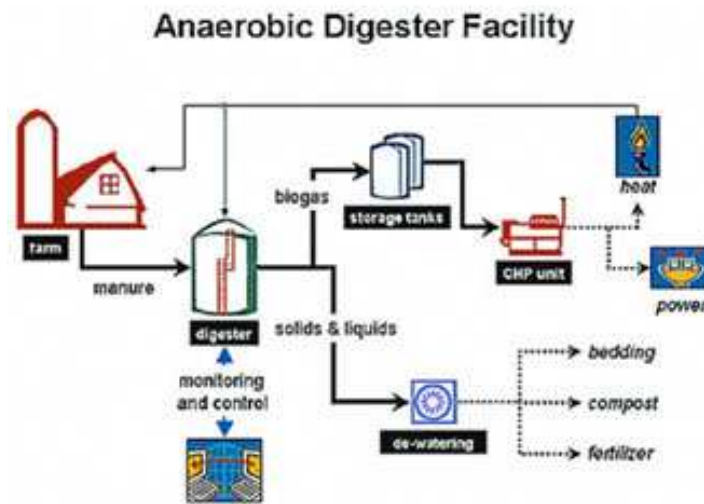 Anaerobic Digester Facility
farm
manure
digester
monitoring
and control
biogas
solids & liquids
storage tanks
CHP unit
heat
power
de-watering
bedding
compost
fertilizer